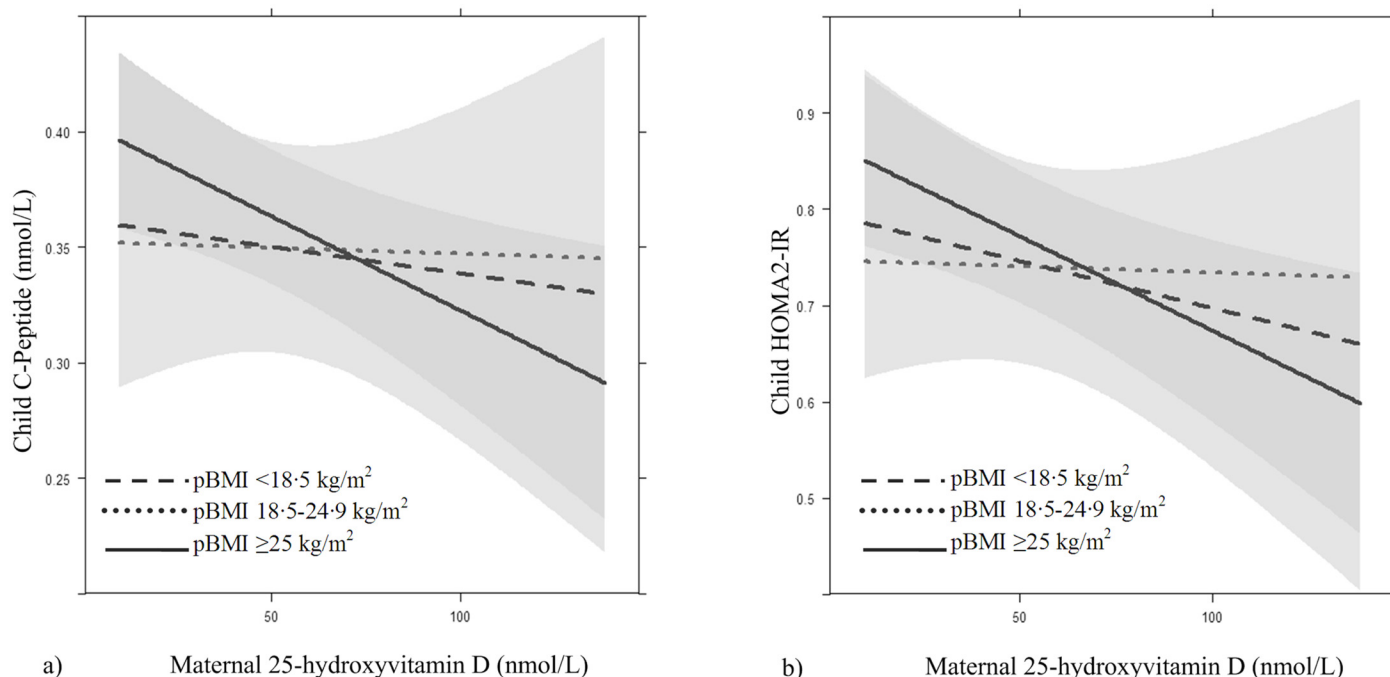 Child C-Peptide (nmol/L)
0.40
0.35
0.30
0.25
pBMI <18·5 kg/m²
pBMI 18·5-24·9 kg/m²
pBMI ≥25 kg/m²
50
100
a)
Maternal 25-hydroxyvitamin D (nmol/L)
Child HOMA2-IR
0.9
0.8
0.7
0.6
0.5
pBMI <18·5 kg/m²
pBMI 18·5-24·9 kg/m²
pBMI ≥25 kg/m²
50
100
b)
Maternal 25-hydroxyvitamin D (nmol/L)